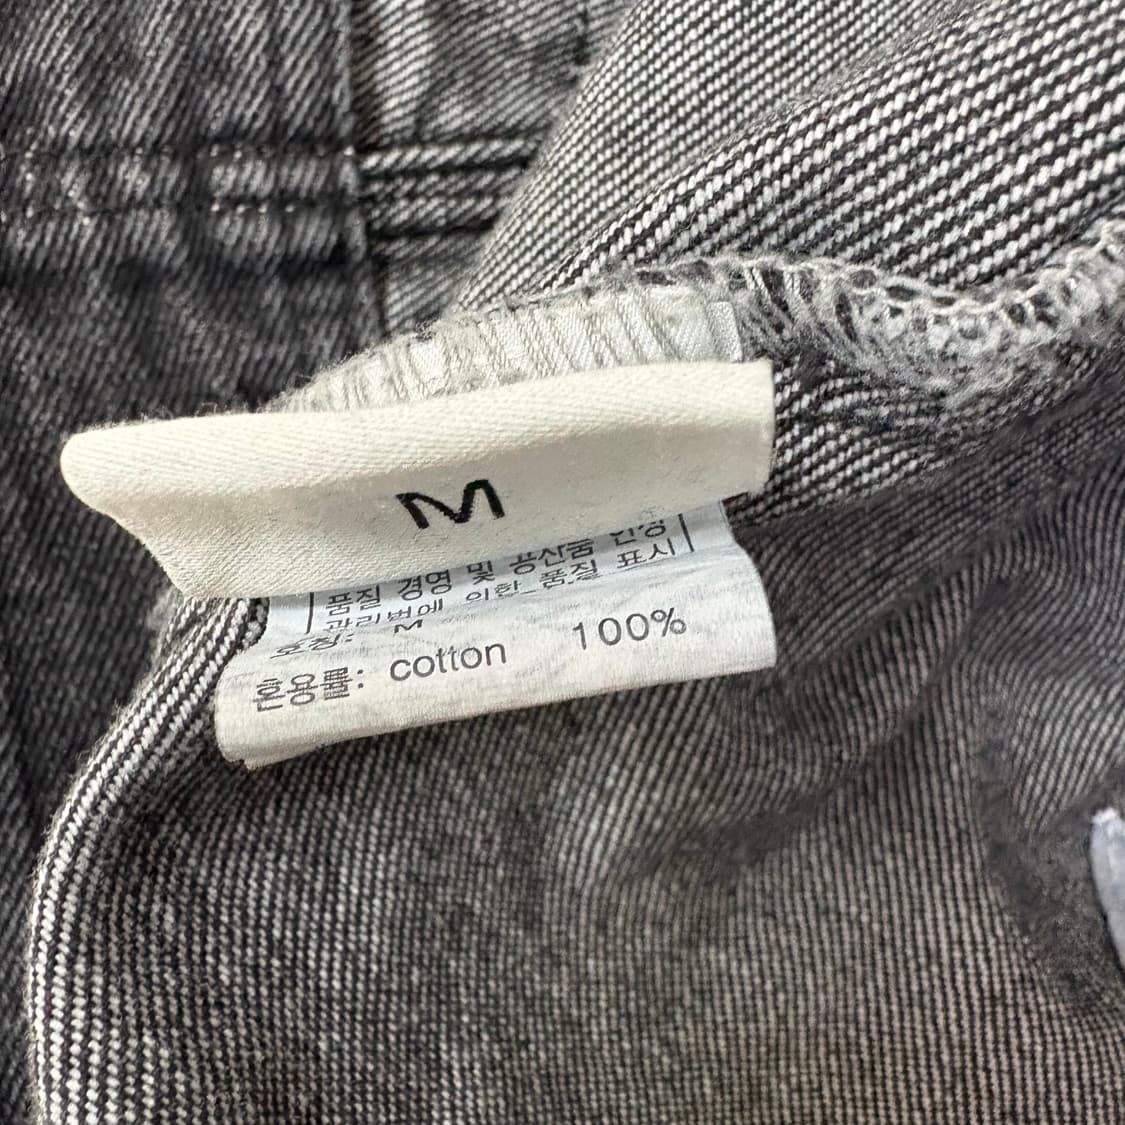 M
품질 경영 및 공산품 안정
관리법에 의한 품질 표시
호칭: M
혼용률: cotton 100%